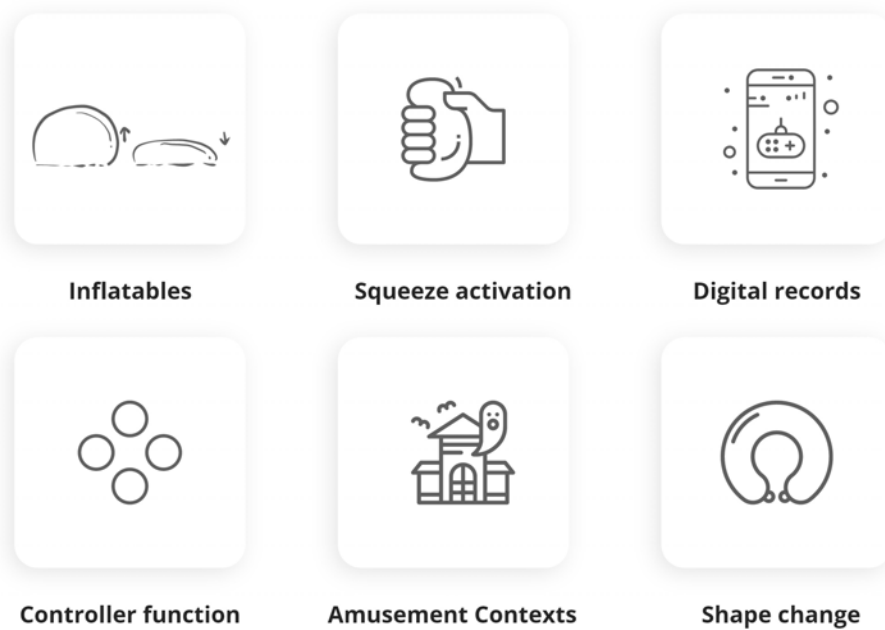 Inflatables
Squeeze activation
Digital records
Controller function
Amusement Contexts
Shape change